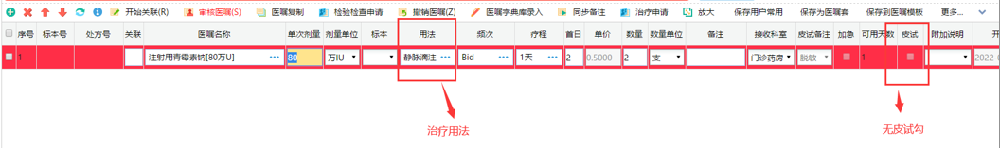 开始关联(R) 审核医嘱(S) 医嘱复制 检验检查申请 撤销医嘱(Z) 医嘱字典库录入 同步备注 治疗申请 放大 保存用户常用 保存为医嘱套 保存到医嘱模板 更多...
序号 标本号 处方号 关联 医嘱名称 单次剂量 剂量单位 标本 用法 频次 疗程 首日 单价 数量 数量单位 备注 接收科室 皮试备注 加急 可用天数 皮试 附加说明 开
1 注射用青霉素钠[80万U] ... 80 万IU 静脉滴注 ... Bid ... 1天 ... 2 0.5000 2 支 门诊药房 脱敏 1 2022-0
治疗用法
无皮试勾